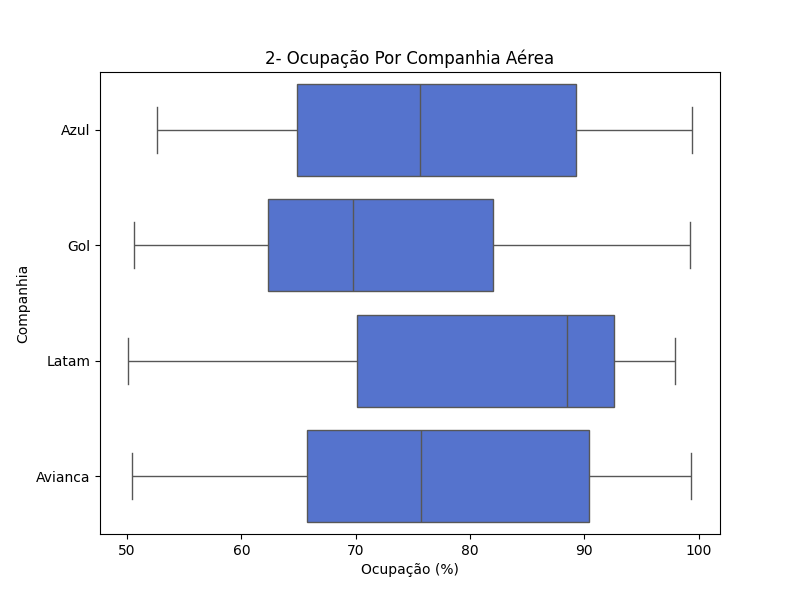 2- Ocupação Por Companhia Aérea
Companhia
Azul
Gol
Latam
Avianca
50 60 70 80 90 100
Ocupação (%)